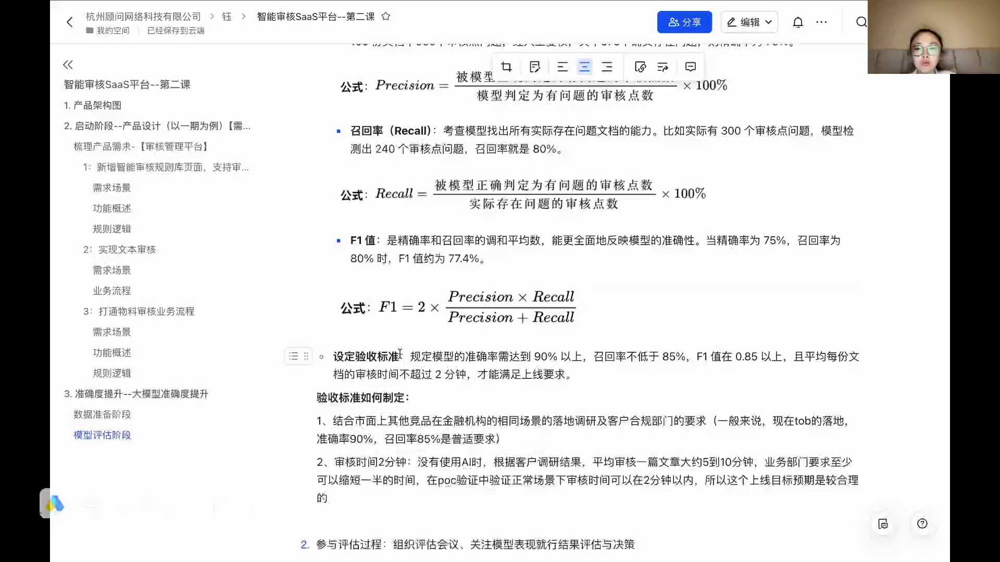 杭州顾问网络科技有限公司 > 钰 > 智能审核SaaS平台--第二课
我的空间 | 已经保存到云端
分享
编辑
智能审核SaaS平台--第二课
1. 产品架构图
2. 启动阶段--产品设计（以一期为例）【需...
梳理产品需求-【审核管理平台】
1：新增智能审核规则库页面，支持审...
需求场景
功能概述
规则逻辑
2：实现文本审核
需求场景
业务流程
3：打通物料审核业务流程
需求场景
功能概述
规则逻辑
3. 准确度提升--大模型准确度提升
数据准备阶段
模型评估阶段
公式：Precision = 被模型
模型判定为有问题的审核点数 × 100%
▪ 召回率（Recall）：考查模型找出所有实际存在问题文档的能力。比如实际有 300 个审核点问题，模型检
测出 240 个审核点问题，召回率就是 80%。
公式：Recall = 被模型正确判定为有问题的审核点数
实际存在问题的审核点数 × 100%
▪ F1 值：是精确率和召回率的调和平均数，能更全面地反映模型的准确性。当精确率为 75%，召回率为
80% 时，F1 值约为 77.4%。
公式：F1 = 2 × Precision × Recall
Precision + Recall
◦ 设定验收标准：规定模型的准确率需达到 90% 以上，召回率不低于 85%，F1 值在 0.85 以上，且平均每份文
档的审核时间不超过 2 分钟，才能满足上线要求。
验收标准如何制定：
1、结合市面上其他竞品在金融机构的相同场景的落地调研及客户合规部门的要求（一般来说，现在tob的落地，
准确率90%，召回率85%是普适要求）
2、审核时间2分钟：没有使用AI时，根据客户调研结果，平均审核一篇文章大约5到10分钟，业务部门要求至少
可以缩短一半的时间，在poc验证中验证正常场景下审核时间可以在2分钟以内，所以这个上线目标预期是较合理
的
2. 参与评估过程：组织评估会议、关注模型表现就行结果评估与决策